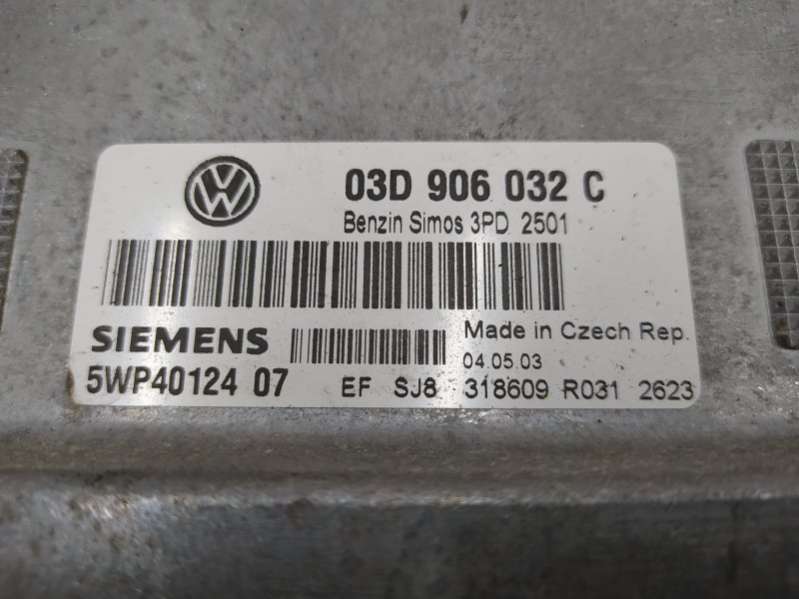 03D 906 032 C
Benzin Simos 3PD 2501
SIEMENS
Made in Czech Rep.
04.05.03
5WP40124 07 EF SJ8 318609 R031 2623